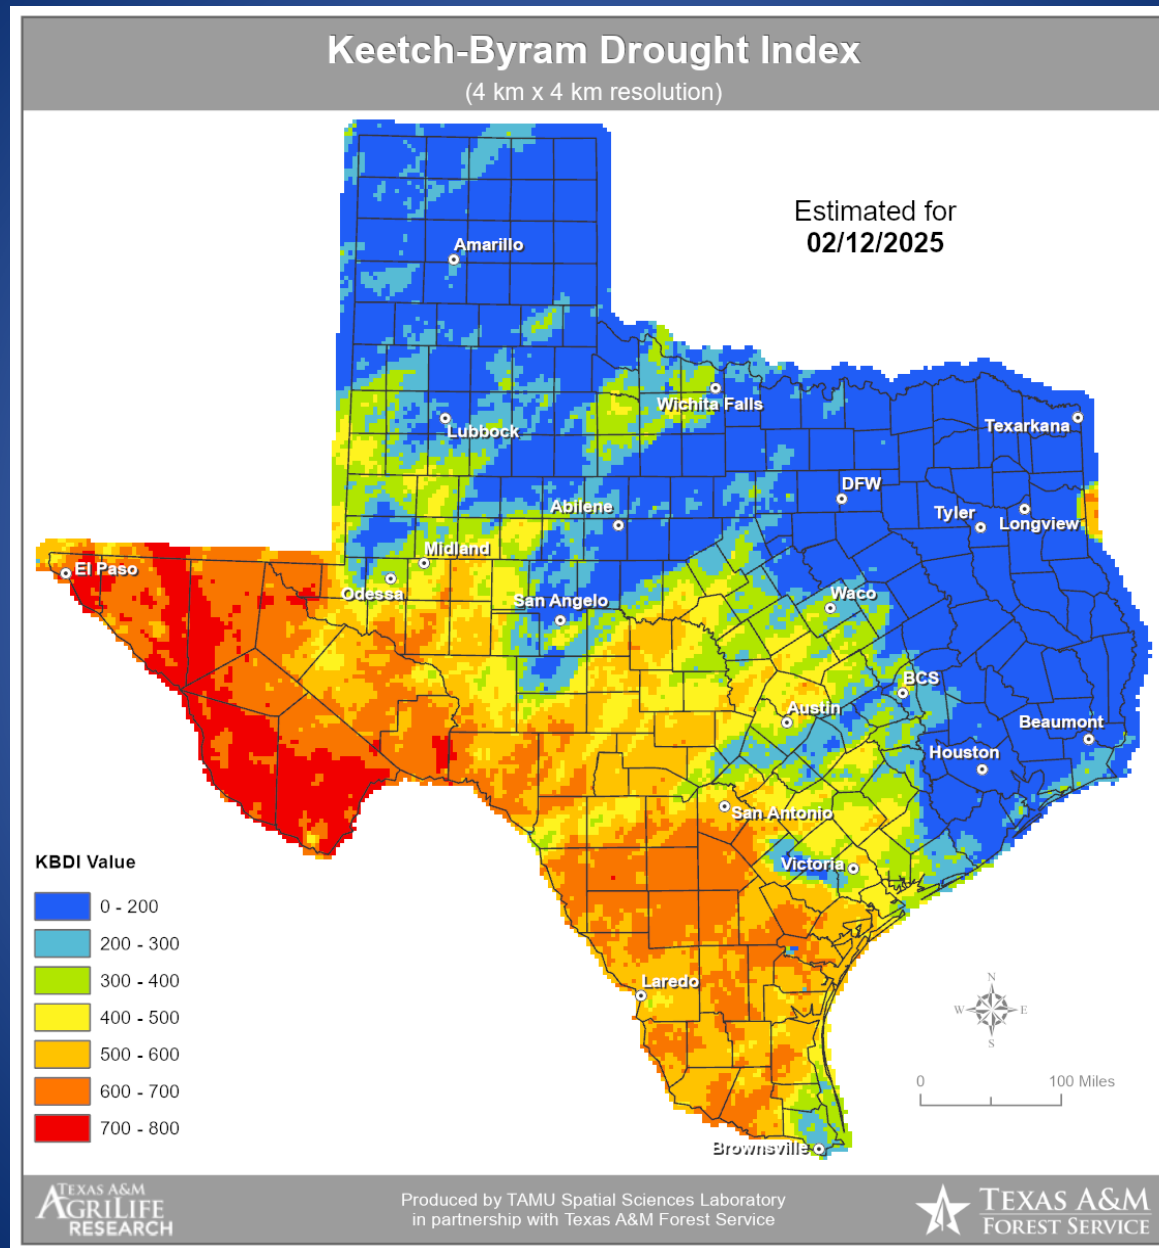 Keetch-Byram Drought Index
(4 km x 4 km resolution)
Estimated for
02/12/2025
Amarillo
Wichita Falls
Lubbock
Texarkana
DFW
Abilene
Tyler
Longview
Midland
El Paso
Odessa
San Angelo
Waco
BCS
Austin
Beaumont
Houston
San Antonio
Victoria
Laredo
Brownsville
KBDI Value
0 - 200
200 - 300
300 - 400
400 - 500
500 - 600
600 - 700
700 - 800
N
W E
S
0 100 Miles
TEXAS A&M
AGRILIFE
RESEARCH
Produced by TAMU Spatial Sciences Laboratory
in partnership with Texas A&M Forest Service
TEXAS A&M
FOREST SERVICE